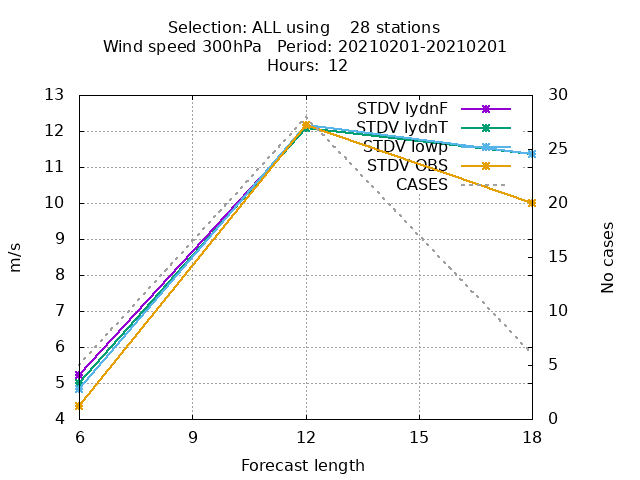 Selection: ALL using 28 stations
Wind speed 300hPa Period: 20210201-20210201
Hours: 12
STDV lydnF
STDV lydnT
STDV lowp
STDV OBS
CASES
13
12
11
10
9
8
7
6
5
4
30
25
20
15
10
5
0
6 9 12 15 18
m/s
No cases
Forecast length